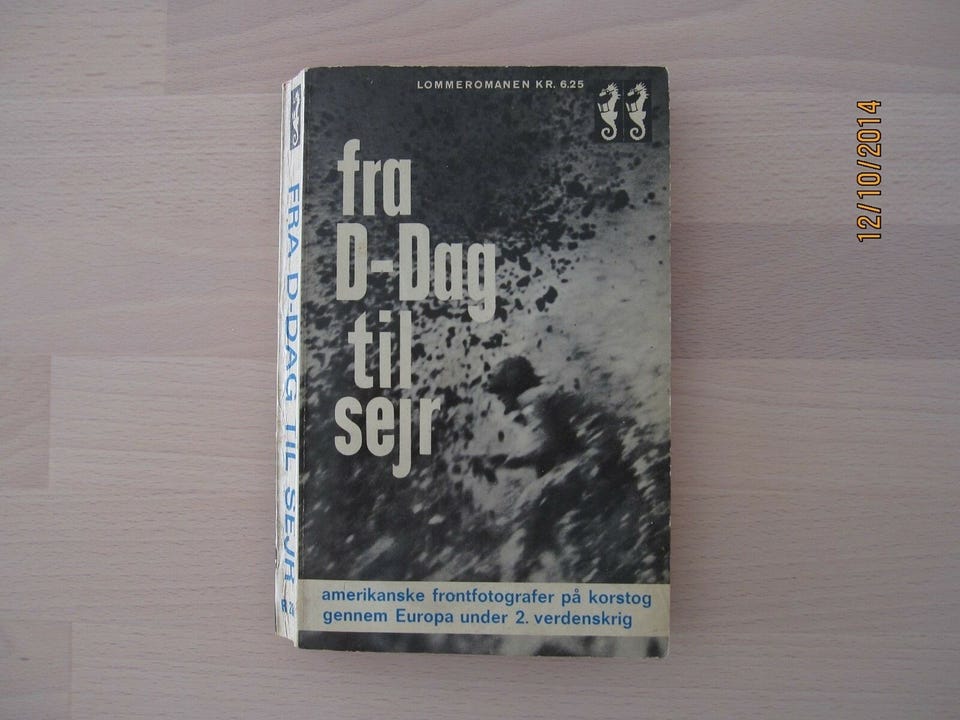 LOMMEROMANEN KR. 6.25
fra
D-Dag
til
sejr
amerikanske frontfotografer på korstog
gennem Europa under 2. verdenskrig
FRA D-DAG TIL SEJR
12/10/2014